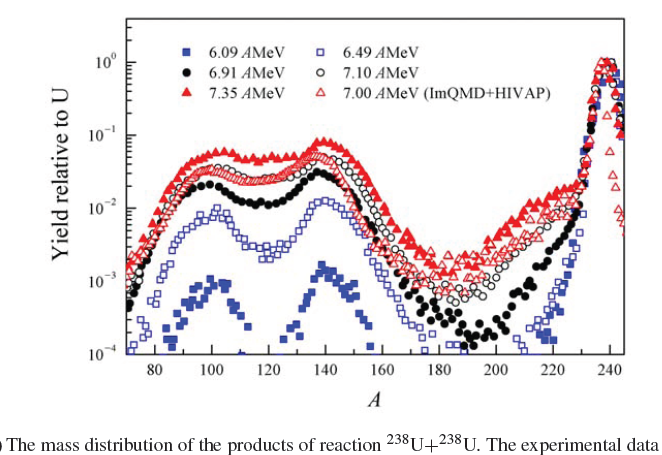 6.09 AMeV 6.49 AMeV
6.91 AMeV 7.10 AMeV
7.35 AMeV 7.00 AMeV (ImQMD+HIVAP)
Yield relative to U
10⁰
10⁻¹
10⁻²
10⁻³
10⁻⁴
80 100 120 140 160 180 200 220 240
A
) The mass distribution of the products of reaction ²³⁸U+²³⁸U. The experimental data